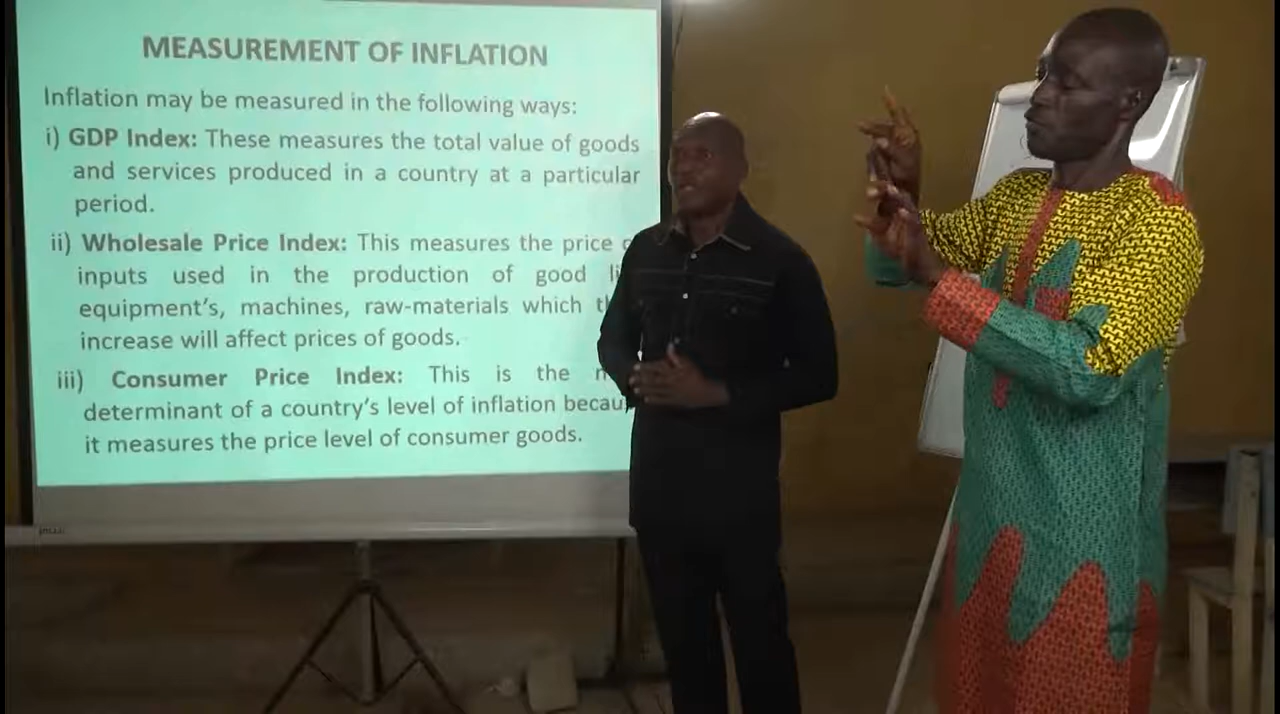 MEASUREMENT OF INFLATION
Inflation may be measured in the following ways:
i) GDP Index: These measures the total value of goods
and services produced in a country at a particular
period.
ii) Wholesale Price Index: This measures the price
inputs used in the production of good
equipment's, machines, raw-materials which
increase will affect prices of goods.
iii) Consumer Price Index: This is the
determinant of a country's level of inflation
it measures the price level of consumer goods.